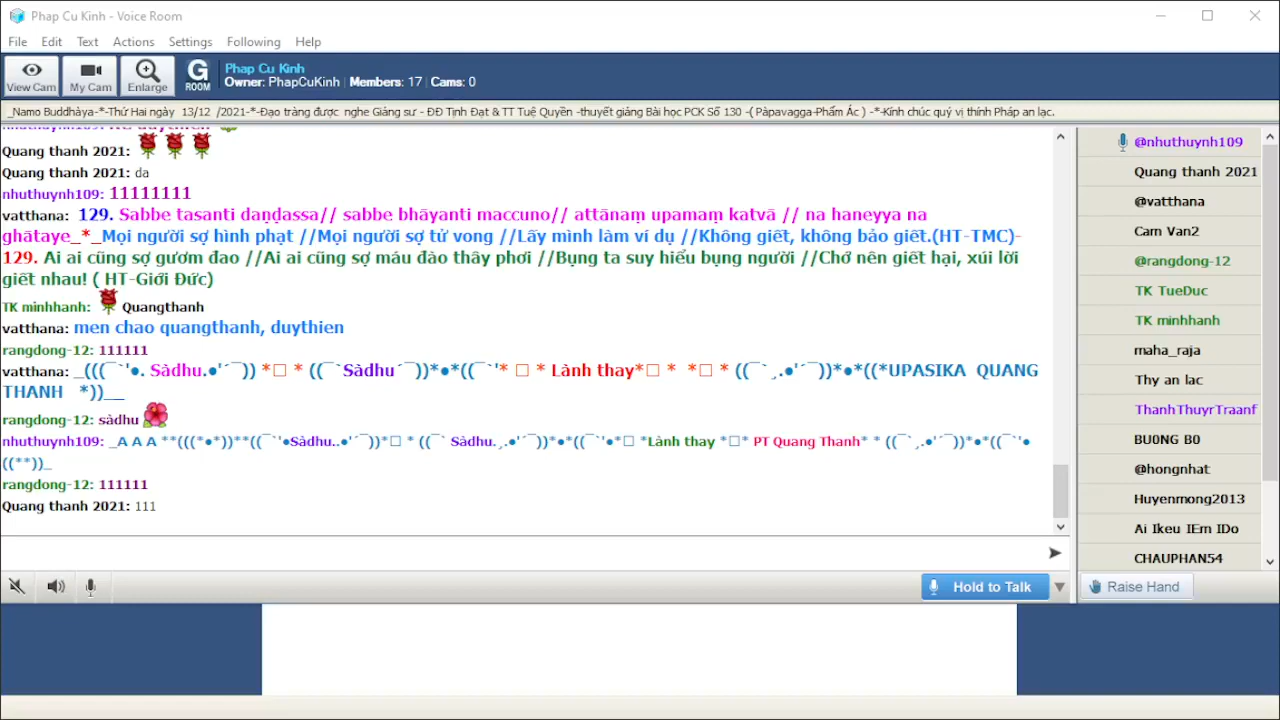 Phap Cu Kinh - Voice Room
File Edit Text Actions Settings Following Help
View Cam My Cam Enlarge G ROOM
Phap Cu Kinh
Owner: PhapCuKinh Members: 17 Cams: 0
_Namo Buddhàya-*-Thứ Hai ngày 13/12 /2021-*-Đạo tràng được nghe Giảng sư - ĐĐ Tịnh Đạt & TT Tuệ Quyền -thuyết giảng Bài học PCK Số 130 -( Pàpavagga-Phẩm Ác ) -*-Kính chúc quý vị thính Pháp an lạc.
Quang thanh 2021:
Quang thanh 2021: da
nhuthuynh109: 11111111
vatthana: 129. Sabbe tasanti daṇḍassa// sabbe bhāyanti maccuno// attānaṃ upamaṃ katvā // na haneyya na
ghātaye_*_Mọi người sợ hình phạt //Mọi người sợ tử vong //Lấy mình làm ví dụ //Không giết, không bảo giết.(HT-TMC)-
129. Ai ai cũng sợ gươm đao //Ai ai cũng sợ máu đào thây phơi //Bụng ta suy hiểu bụng người //Chớ nên giết hại, xúi lời
giết nhau! ( HT-Giới Đức)
TK minhhanh: Quangthanh
vatthana: men chao quangthanh, duythien
rangdong-12: 111111
vatthana: _(((¯`'●. Sàdhu.●'´¯)) *□ * ((¯`Sàdhu´¯))*●*((¯`'* □ * Lành thay*□ * *□ * ((¯`¸.●'´¯))*●*((*UPASIKA QUANG
THANH *))__
rangdong-12: sàdhu
nhuthuynh109: _A A A **(((*●*))**((¯`'●Sàdhu..●'´¯))*□ * ((¯` Sàdhu.¸.●'´¯))*●*((¯`'●*□ *Lành thay *□* PT Quang Thanh* * ((¯`¸.●'´¯))*●*((¯`'●
((**))_
rangdong-12: 111111
Quang thanh 2021: 111
Hold to Talk
@nhuthuynh109
Quang thanh 2021
@vatthana
Cam Van2
@rangdong-12
TK TueDuc
TK minhhanh
maha_raja
Thy an lac
ThanhThuyrTraanf
BU0NG B0
@hongnhat
Huyenmong2013
Ai Ikeu IEm IDo
CHAUPHAN54
Raise Hand